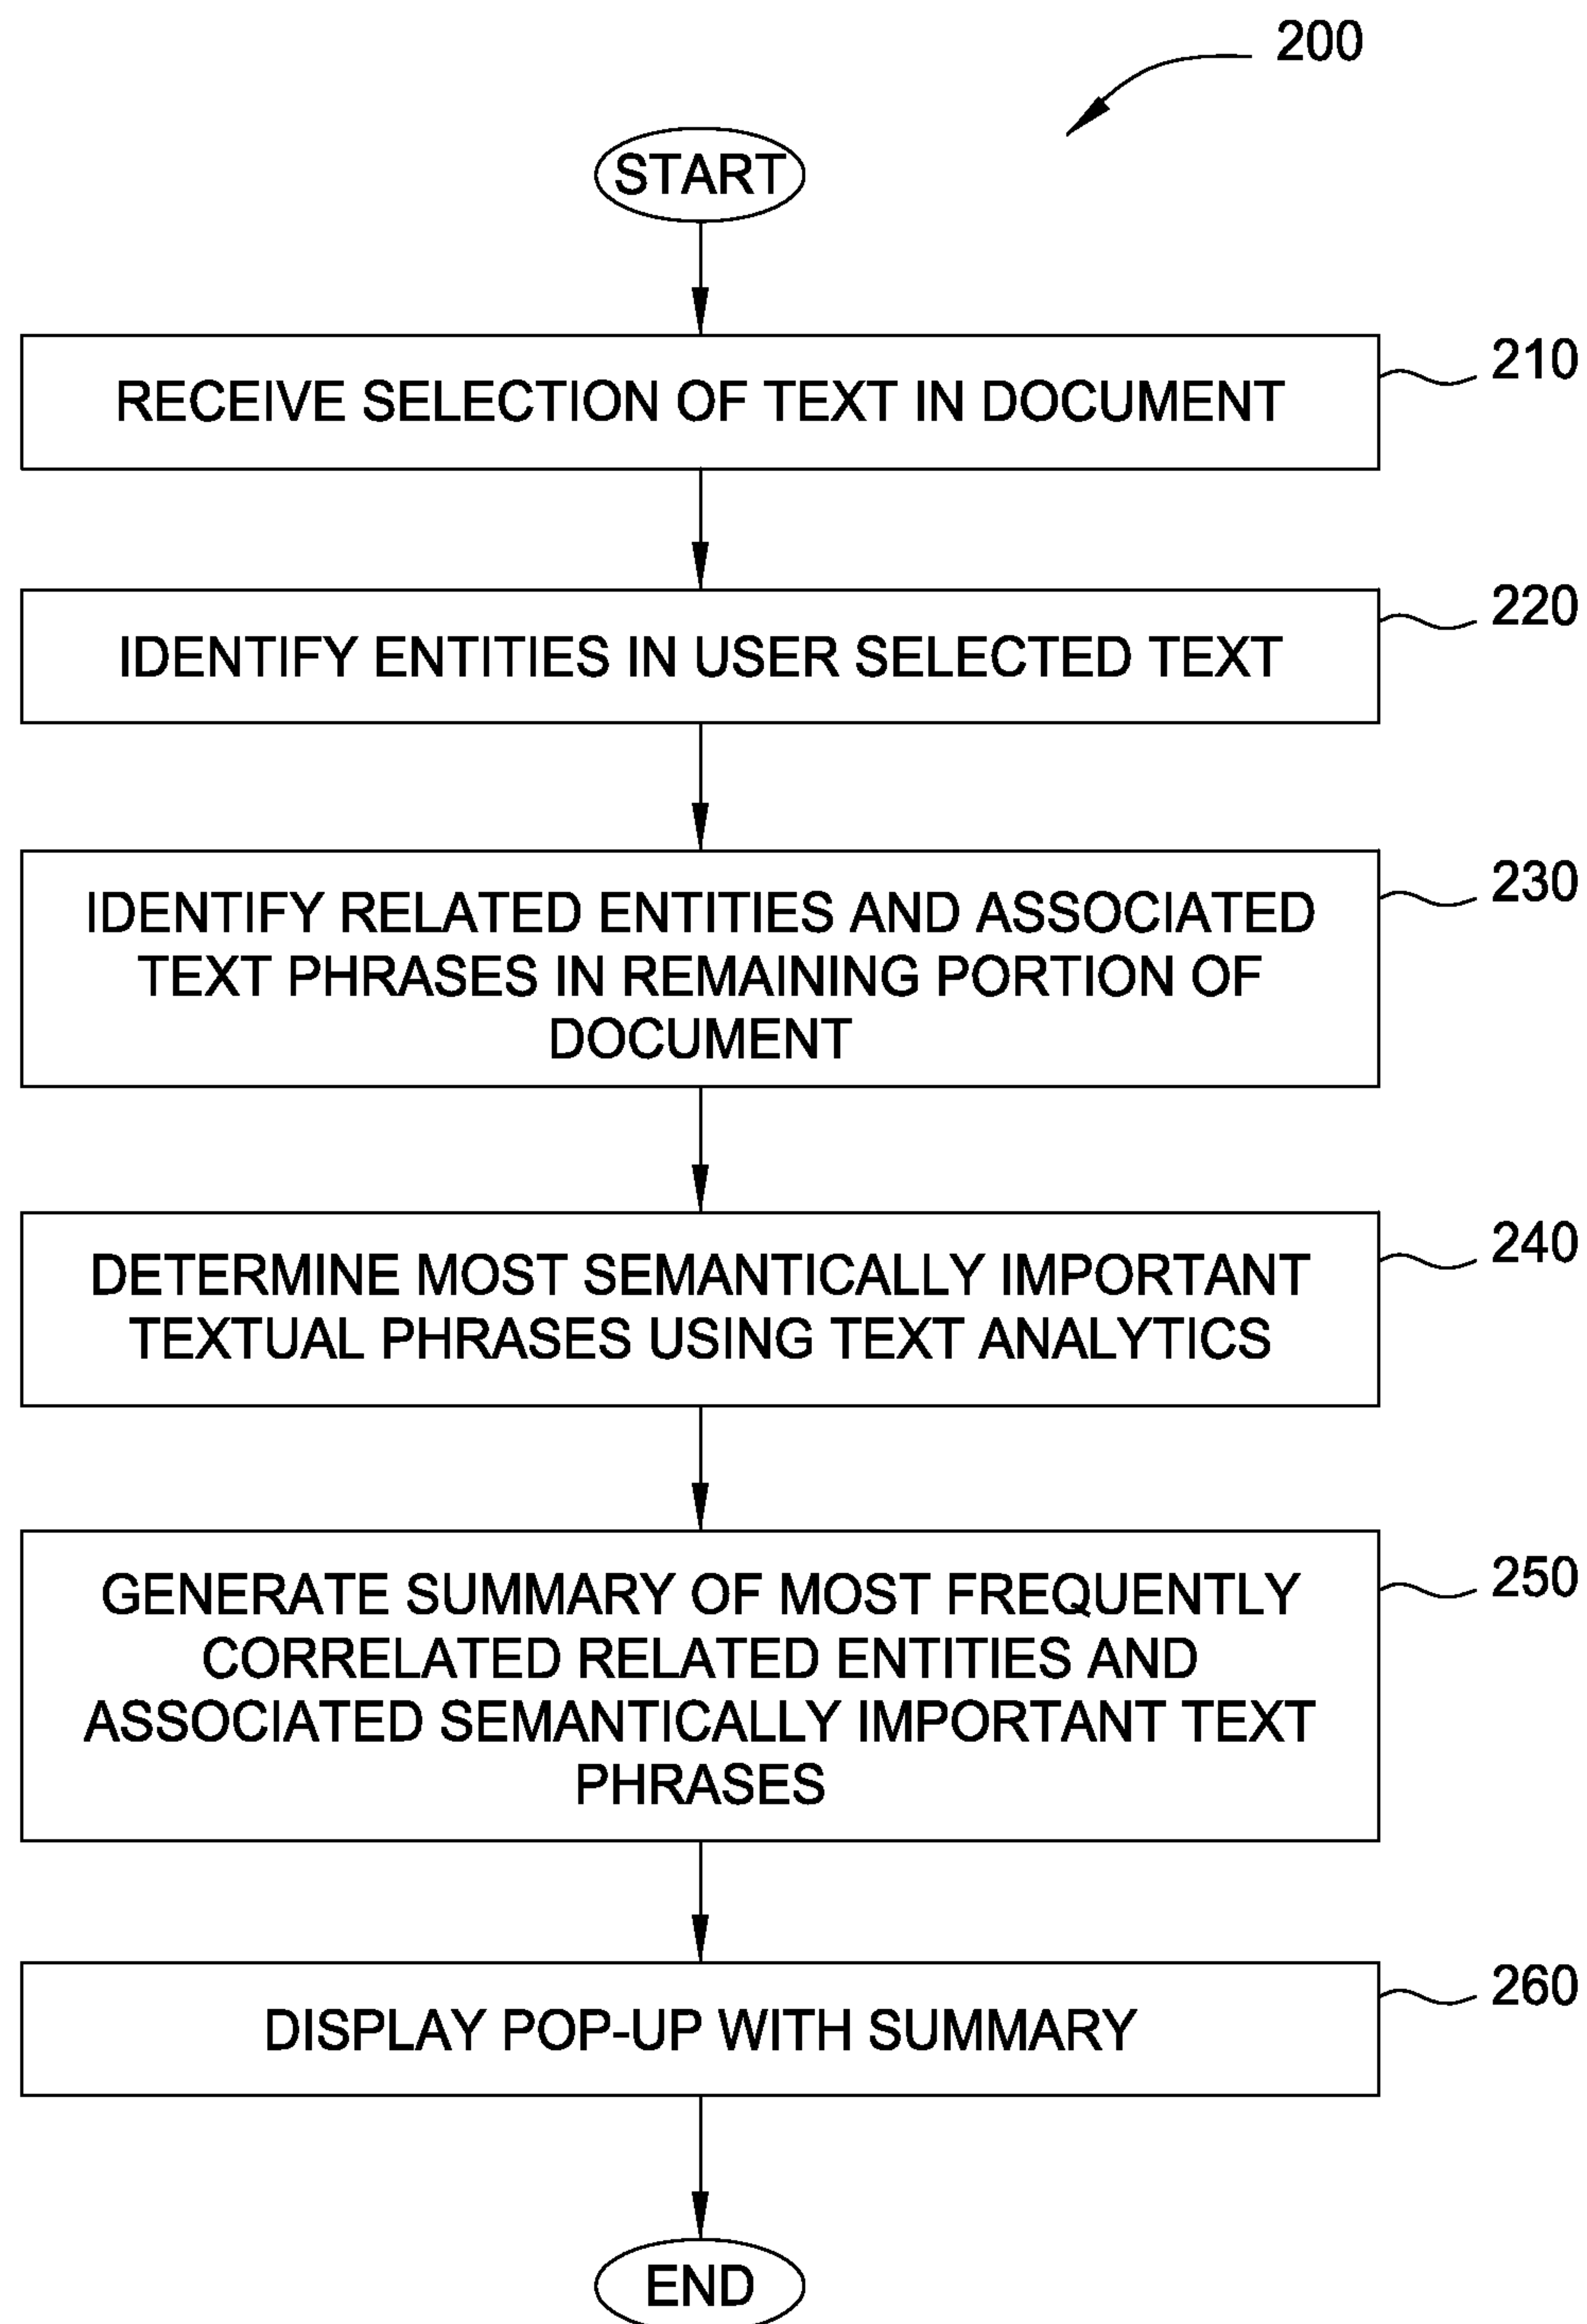 200
START
RECEIVE SELECTION OF TEXT IN DOCUMENT
210
IDENTIFY ENTITIES IN USER SELECTED TEXT
220
IDENTIFY RELATED ENTITIES AND ASSOCIATED
TEXT PHRASES IN REMAINING PORTION OF
DOCUMENT
230
DETERMINE MOST SEMANTICALLY IMPORTANT
TEXTUAL PHRASES USING TEXT ANALYTICS
240
GENERATE SUMMARY OF MOST FREQUENTLY
CORRELATED RELATED ENTITIES AND
ASSOCIATED SEMANTICALLY IMPORTANT TEXT
PHRASES
250
DISPLAY POP-UP WITH SUMMARY
260
END